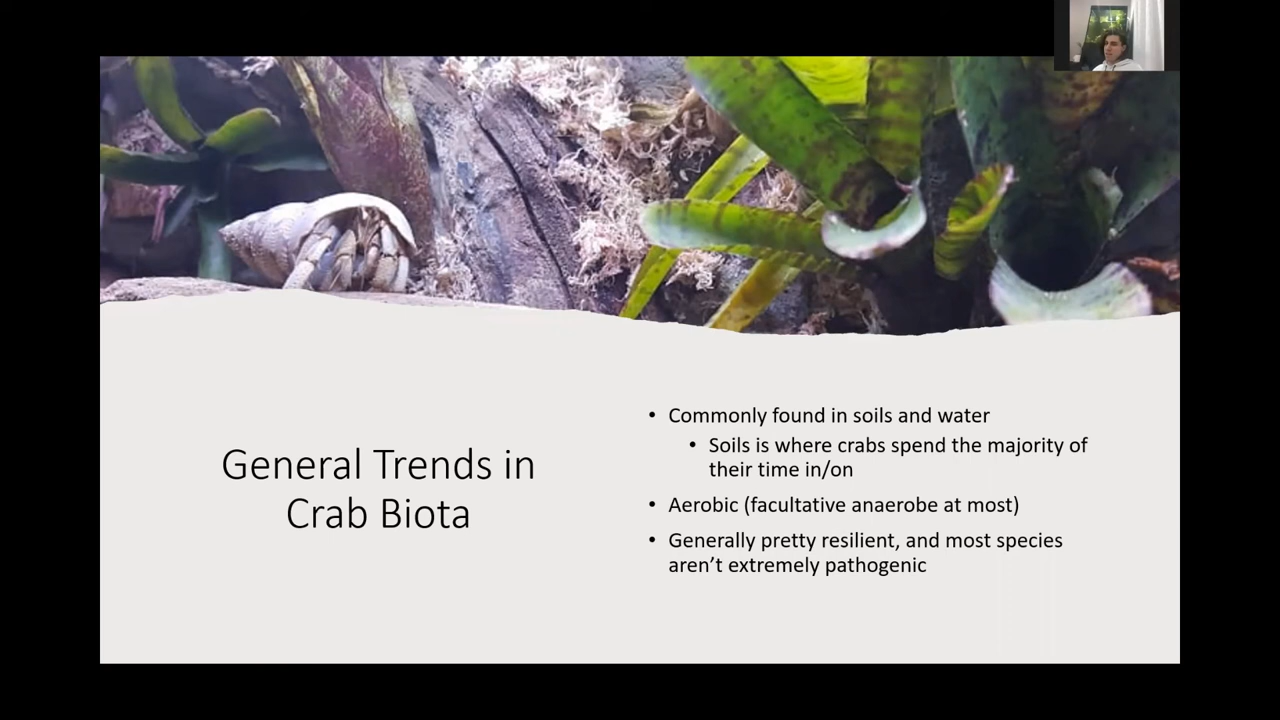 General Trends in
Crab Biota
• Commonly found in soils and water
• Soils is where crabs spend the majority of
their time in/on
• Aerobic (facultative anaerobe at most)
• Generally pretty resilient, and most species
aren’t extremely pathogenic